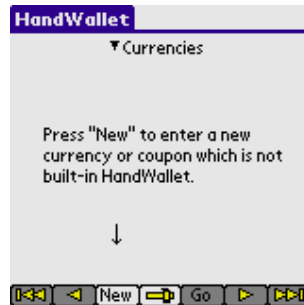 HandWallet
▼ Currencies
Press "New" to enter a new
currency or coupon which is not
built-in HandWallet.
New
Go